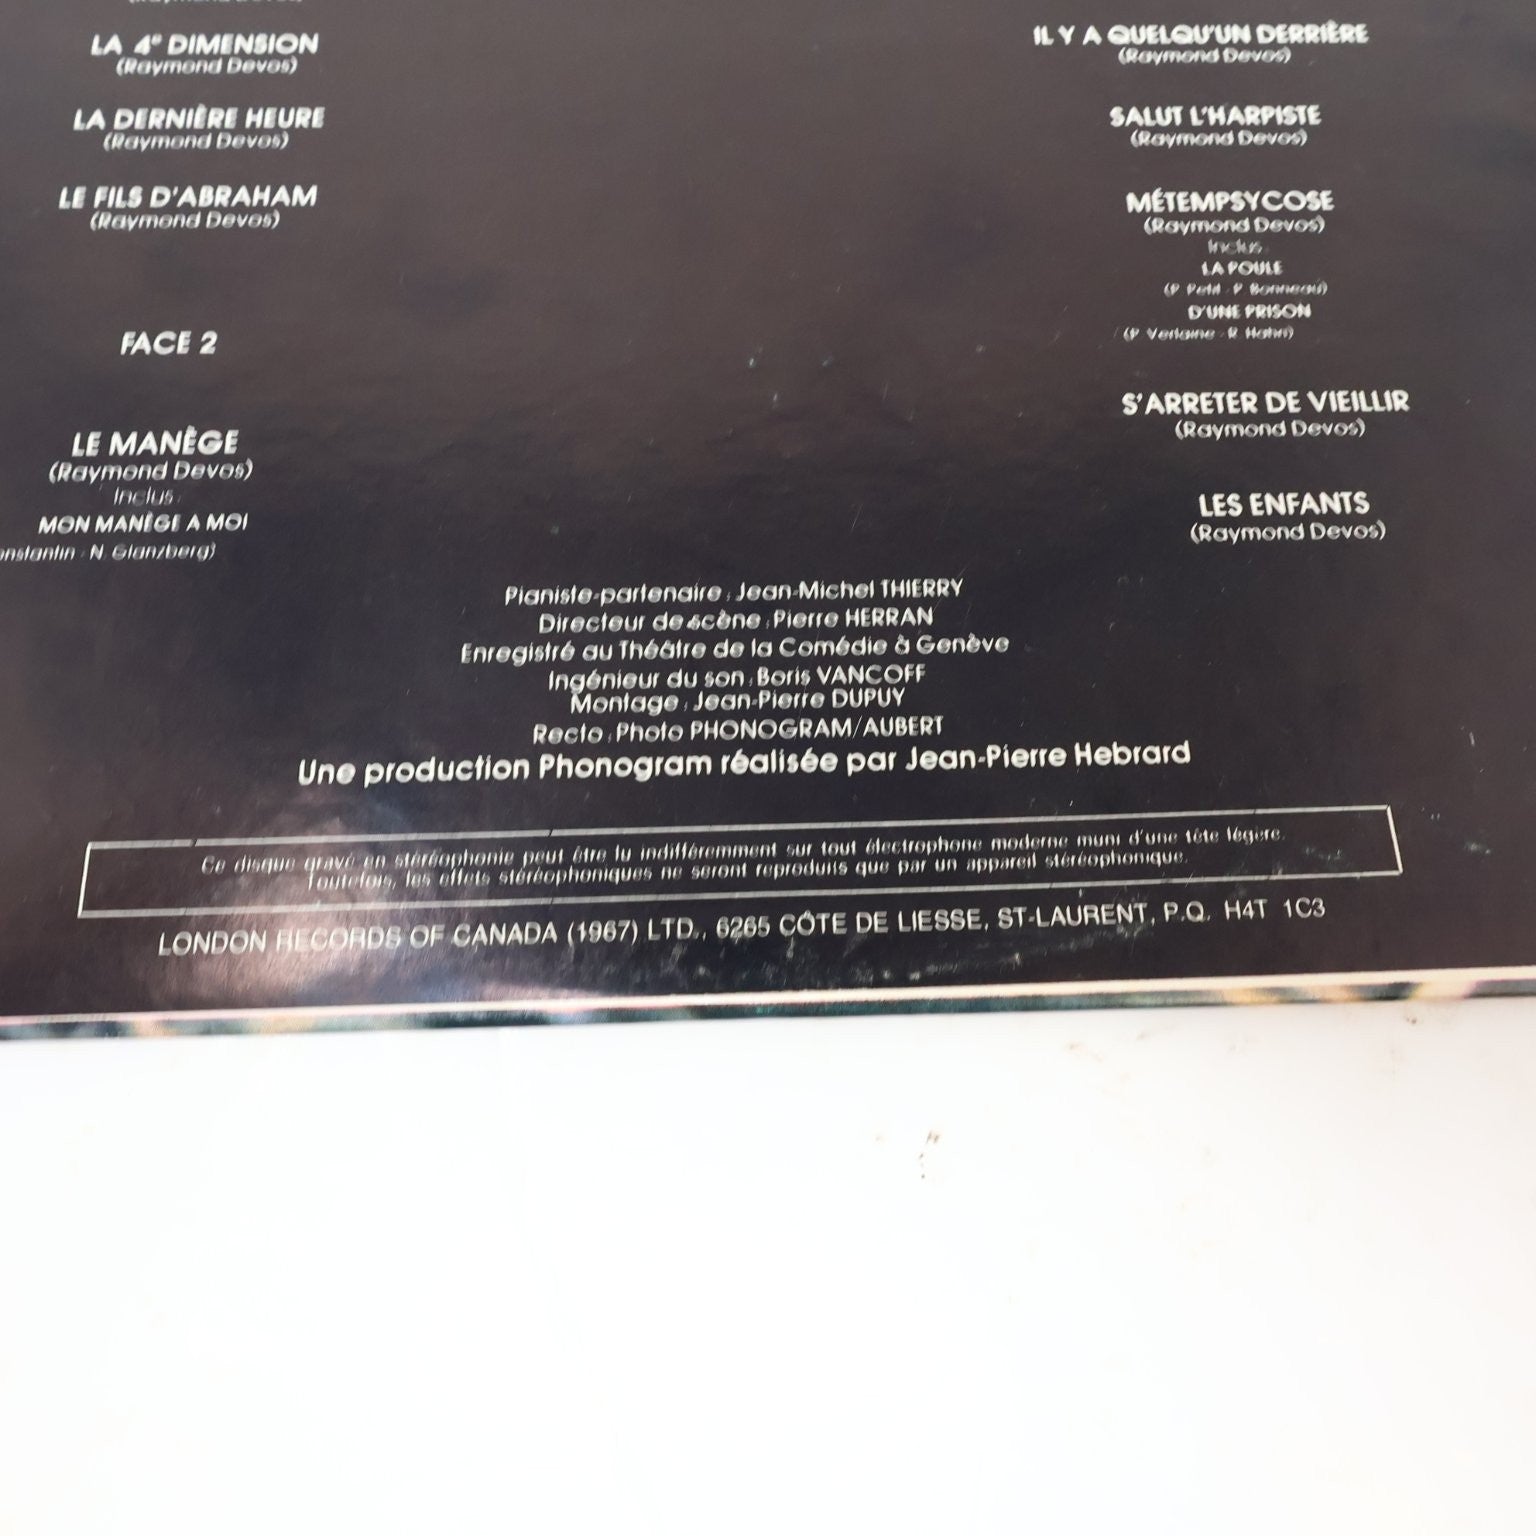 (Raymond Devos)
LA 4e DIMENSION
(Raymond Devos)
LA DERNIÈRE HEURE
(Raymond Devos)
LE FILS D'ABRAHAM
(Raymond Devos)
FACE 2
LE MANÈGE
(Raymond Devos)
Inclus:
MON MANÈGE A MOI
N. Glanzberg)
IL Y A QUELQU'UN DERRIÈRE
(Raymond Devos)
SALUT L'HARPISTE
(Raymond Devos)
MÉTEMPSYCOSE
(Raymond Devos)
Inclus:
LA POULE
(P. Petit - P. Bonneau)
D'UNE PRISON
(P. Verlaine - R. Hahn)
S'ARRETER DE VIEILLIR
(Raymond Devos)
LES ENFANTS
(Raymond Devos)
Pianiste-partenaire : Jean-Michel THIERRY
Directeur de scène : Pierre HERRAN
Enregistré au Théâtre de la Comédie à Genève
Ingénieur du son : Boris VANCOFF
Montage : Jean-Pierre DUPUY
Recto : Photo PHONOGRAM/AUBERT
Une production Phonogram réalisée par Jean-Pierre Hebrard
Ce disque gravé en stéréophonie peut être lu indifféremment sur tout électrophone moderne muni d'une tête légère.
Toutefois, les effets stéréophoniques ne seront reproduits que par un appareil stéréophonique.
LONDON RECORDS OF CANADA (1967) LTD., 6265 CÔTE DE LIESSE, ST-LAURENT, P.Q. H4T 1C3